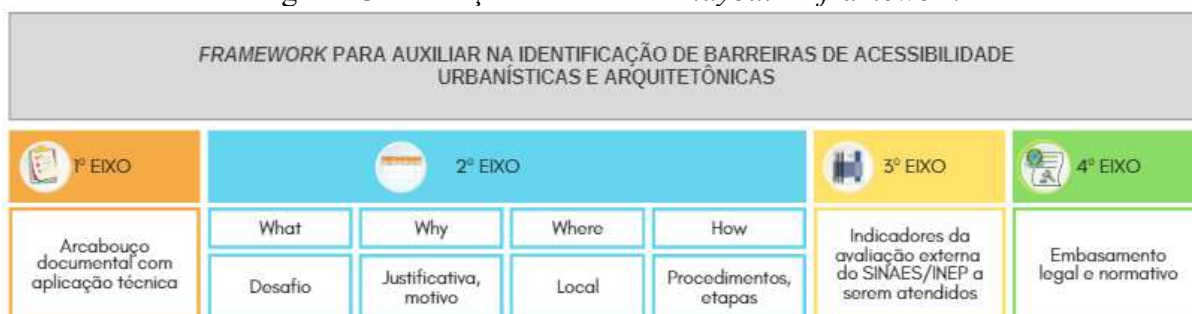 FRAMEWORK PARA AUXILIAR NA IDENTIFICAÇÃO DE BARREIRAS DE ACESSIBILIDADE
URBANÍSTICAS E ARQUITETÔNICAS
1º EIXO
2º EIXO
3º EIXO
4º EIXO
Arcabouço
documental com
aplicação técnica
What
Why
Where
How
Desafio
Justificativa,
motivo
Local
Procedimentos,
etapas
Indicadores da
avaliação externa
do SINAES/INEP a
serem atendidos
Embasamento
legal e normativo